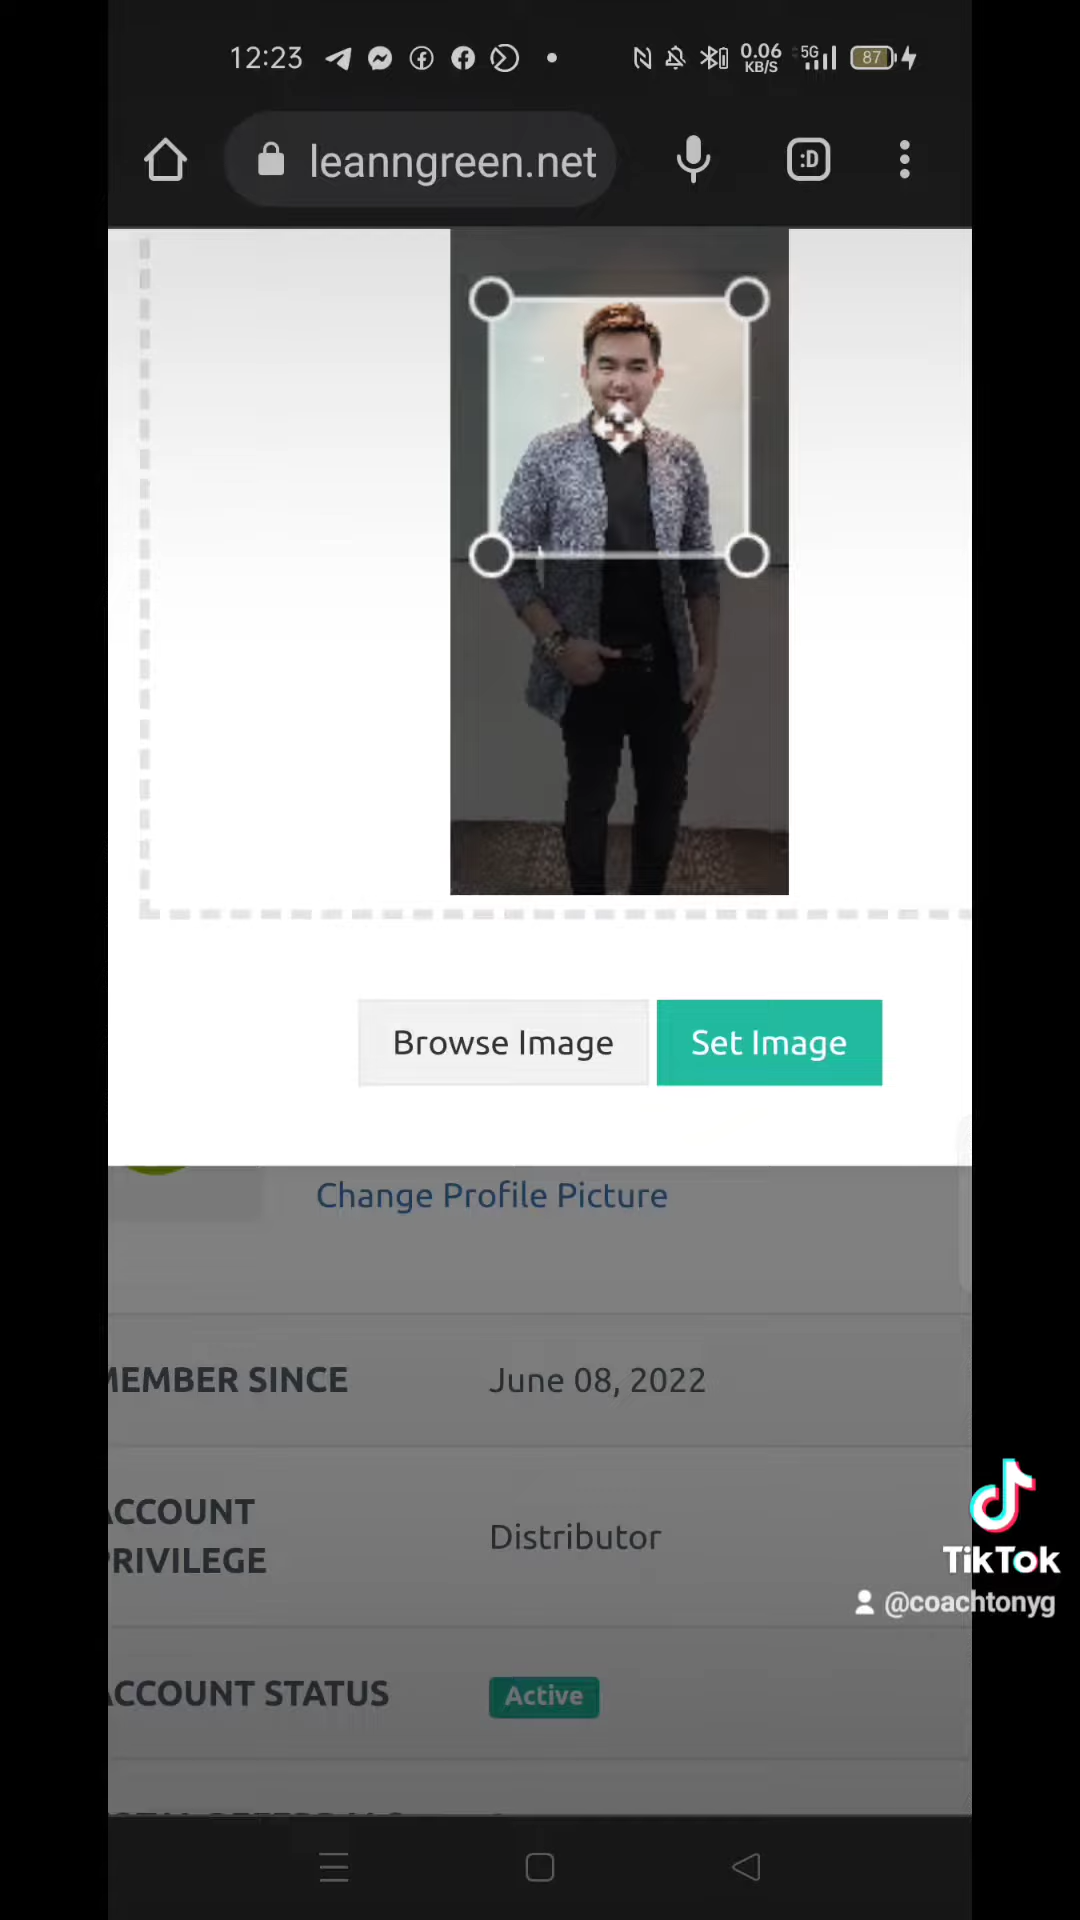 12:23
0.06
KB/S
5G
87
leanngreen.net
:D
Browse Image
Set Image
Change Profile Picture
MEMBER SINCE
June 08, 2022
ACCOUNT
PRIVILEGE
Distributor
TikTok
@coachtonyg
ACCOUNT STATUS
Active